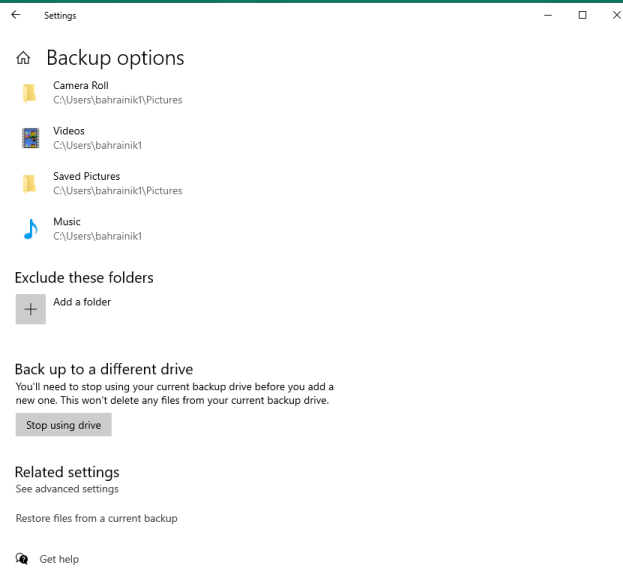 Settings
Backup options
Camera Roll
C:\Users\bahrainik1\Pictures
Videos
C:\Users\bahrainik1
Saved Pictures
C:\Users\bahrainik1\Pictures
Music
C:\Users\bahrainik1
Exclude these folders
Add a folder
Back up to a different drive
You'll need to stop using your current backup drive before you add a
new one. This won't delete any files from your current backup drive.
Stop using drive
Related settings
See advanced settings
Restore files from a current backup
Get help